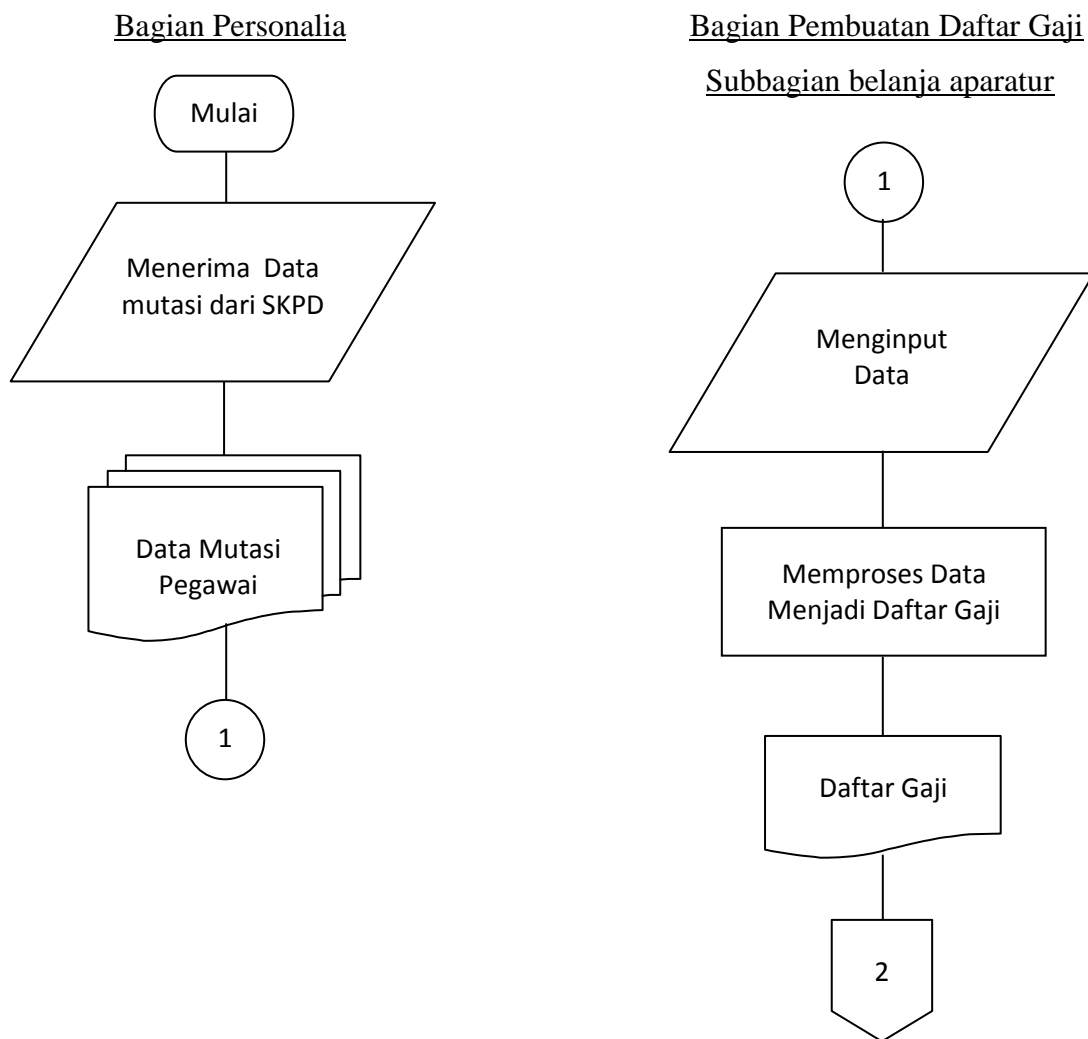 Bagian Personalia
Mulai
Menerima Data
mutasi dari SKPD
Data Mutasi
Pegawai
1
Bagian Pembuatan Daftar Gaji
Subbagian belanja aparatur
1
Menginput
Data
Memproses Data
Menjadi Daftar Gaji
Daftar Gaji
2